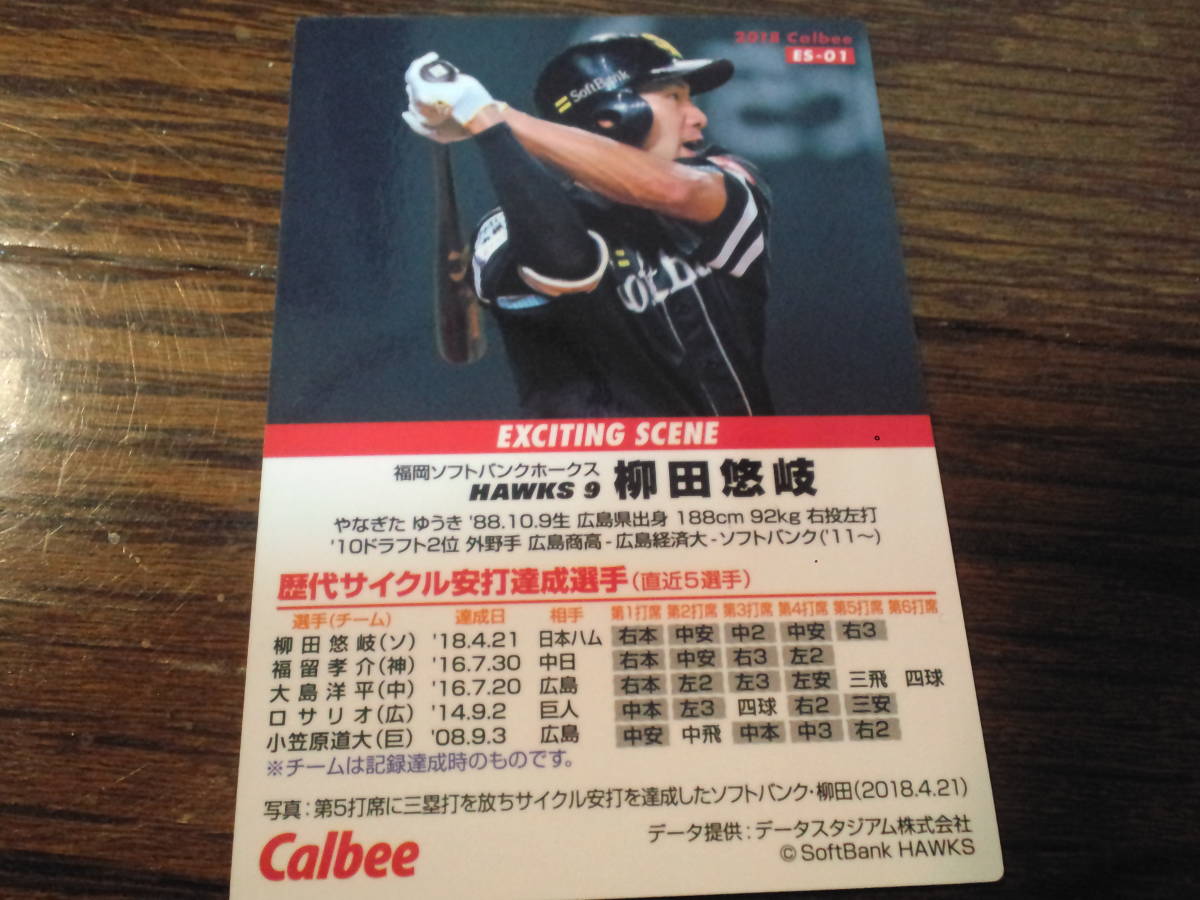 2018 Calbee
ES-01
SoftBank
EXCITING SCENE
福岡ソフトバンクホークス
HAWKS 9 柳田悠岐
やなぎた ゆうき '88.10.9生 広島県出身 188cm 92kg 右投左打
'10ドラフト2位 外野手 広島商高-広島経済大-ソフトバンク('11〜)
歴代サイクル安打達成選手(直近5選手)
選手(チーム) 達成日 相手 第1打席 第2打席 第3打席 第4打席 第5打席 第6打席
柳田悠岐(ソ) '18.4.21 日本ハム 右本 中安 中2 中安 右3
福留孝介(神) '16.7.30 中日 右本 中安 右3 左2
大島洋平(中) '16.7.20 広島 右本 左2 左3 左安 三飛 四球
ロサリオ(広) '14.9.2 巨人 中本 左3 四球 右2 三安
小笠原道大(巨) '08.9.3 広島 中安 中飛 中本 中3 右2
※チームは記録達成時のものです。
写真:第5打席に三塁打を放ちサイクル安打を達成したソフトバンク・柳田(2018.4.21)
データ提供:データスタジアム株式会社
Calbee
© SoftBank HAWKS